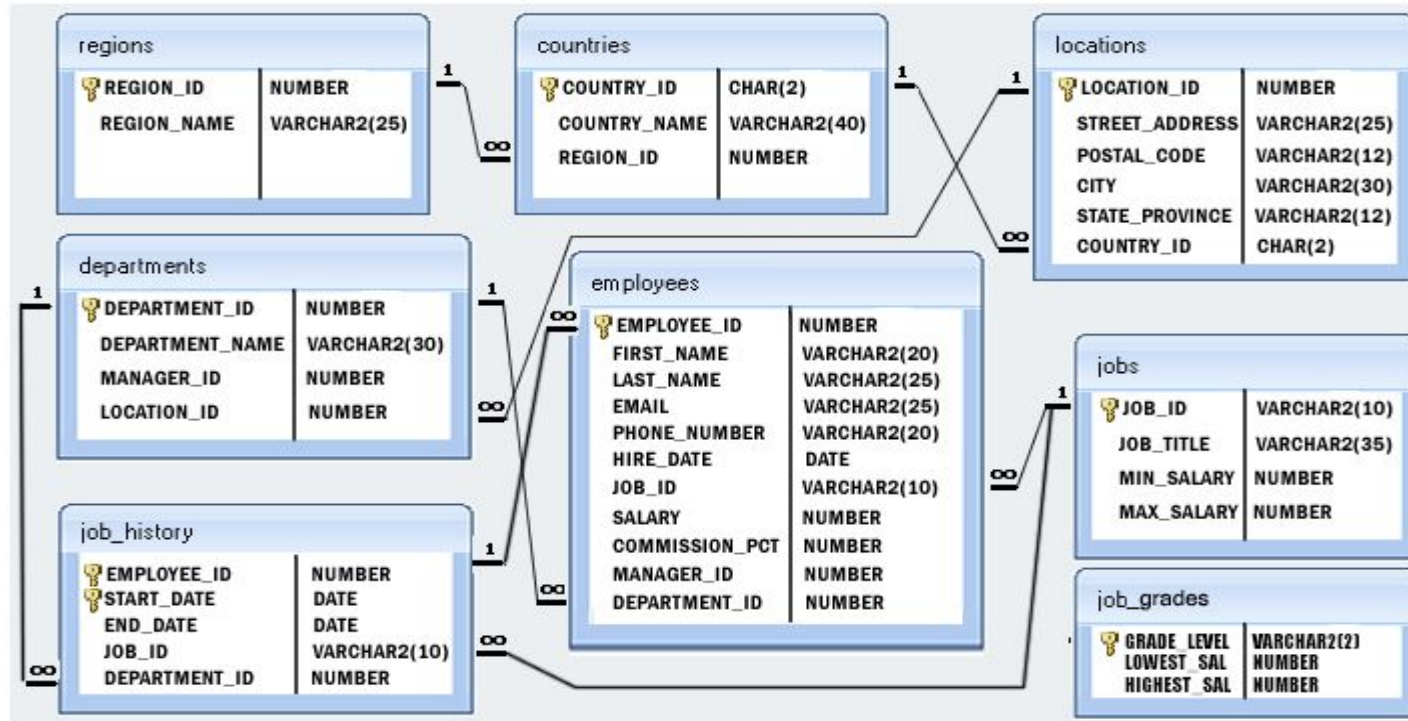 regions
REGION_ID NUMBER
REGION_NAME VARCHAR2(25)
countries
COUNTRY_ID CHAR(2)
COUNTRY_NAME VARCHAR2(40)
REGION_ID NUMBER
locations
LOCATION_ID NUMBER
STREET_ADDRESS VARCHAR2(25)
POSTAL_CODE VARCHAR2(12)
CITY VARCHAR2(30)
STATE_PROVINCE VARCHAR2(12)
COUNTRY_ID CHAR(2)
1
∞
1
∞
1
∞
departments
DEPARTMENT_ID NUMBER
DEPARTMENT_NAME VARCHAR2(30)
MANAGER_ID NUMBER
LOCATION_ID NUMBER
1
∞
1
∞
employees
EMPLOYEE_ID NUMBER
FIRST_NAME VARCHAR2(20)
LAST_NAME VARCHAR2(25)
EMAIL VARCHAR2(25)
PHONE_NUMBER VARCHAR2(20)
HIRE_DATE DATE
JOB_ID VARCHAR2(10)
SALARY NUMBER
COMMISSION_PCT NUMBER
MANAGER_ID NUMBER
DEPARTMENT_ID NUMBER
∞
1
jobs
JOB_ID VARCHAR2(10)
JOB_TITLE VARCHAR2(35)
MIN_SALARY NUMBER
MAX_SALARY NUMBER
1
∞
∞
job_history
EMPLOYEE_ID NUMBER
START_DATE DATE
END_DATE DATE
JOB_ID VARCHAR2(10)
DEPARTMENT_ID NUMBER
job_grades
GRADE_LEVEL VARCHAR2(2)
LOWEST_SAL NUMBER
HIGHEST_SAL NUMBER